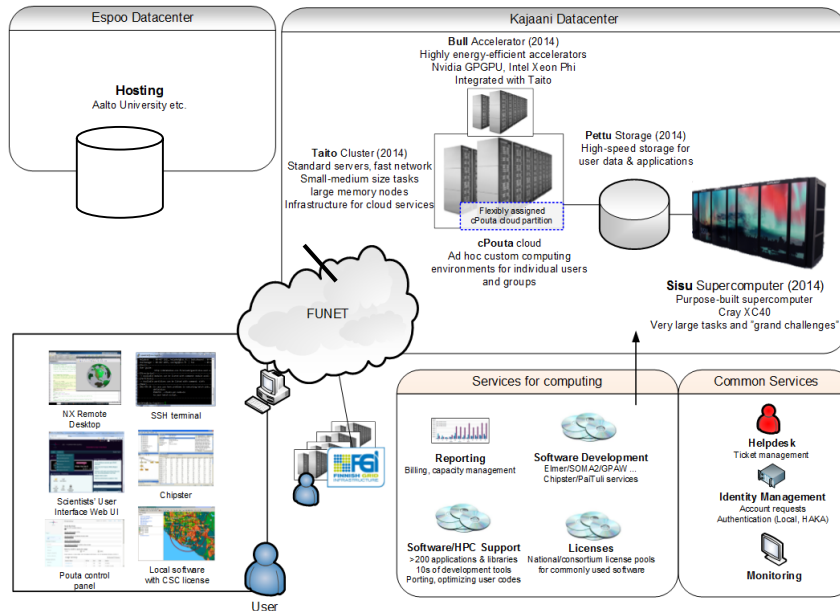 Espoo Datacenter
Hosting
Aalto University etc.
Kajaani Datacenter
Bull Accelerator (2014)
Highly energy-efficient accelerators
Nvidia GPGPU, Intel Xeon Phi
Integrated with Taito
Taito Cluster (2014)
Standard servers, fast network
Small-medium size tasks
large memory nodes
Infrastructure for cloud services
Pettu Storage (2014)
High-speed storage for
user data & applications
Flexibly assigned
cPouta cloud partition
cPouta cloud
Ad hoc custom computing
environments for individual users
and groups
Sisu Supercomputer (2014)
Purpose-built supercomputer
Cray XC40
Very large tasks and "grand challenges"
FUNET
NX Remote
Desktop
SSH terminal
Scientists' User
Interface Web UI
Chipster
Pouta control
panel
Local software
with CSC license
User
FGI
FINNISH GRID
INFRASTRUCTURE
Services for computing
Reporting
Billing, capacity management
Software Development
Elmer/SOMA2/GPAW ...
Chipster/PaITuli services
Software/HPC Support
>200 applications & libraries
10s of development tools
Porting, optimizing user codes
Licenses
National/consortium license pools
for commonly used software
Common Services
Helpdesk
Ticket management
Identity Management
Account requests
Authentication (Local, HAKA)
Monitoring